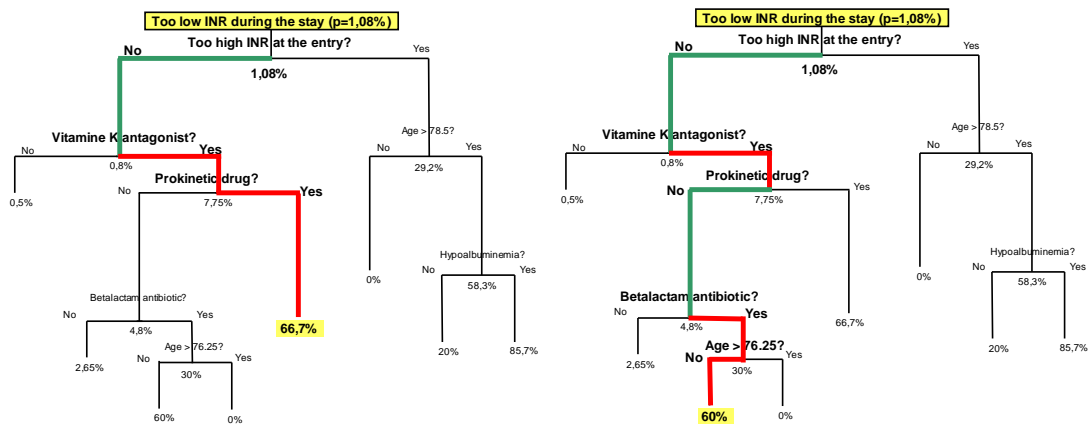 Too low INR during the stay (p=1,08%)
Too high INR at the entry?
No
Yes
1,08%
Vitamine K antagonist?
Age > 78.5?
No
Yes
No
Yes
0,8%
29,2%
Prokinetic drug?
No
Yes
0,5%
7,75%
Hypoalbuminemia?
No
Yes
0%
58,3%
Betalactam antibiotic?
No
Yes
4,8%
66,7%
20%
85,7%
Age > 76.25?
2,65%
No
Yes
30%
60%
0%
Too low INR during the stay (p=1,08%)
Too high INR at the entry?
No
Yes
1,08%
Vitamine K antagonist?
Age > 78.5?
No
Yes
No
Yes
0,8%
29,2%
Prokinetic drug?
No
Yes
0,5%
7,75%
Hypoalbuminemia?
No
Yes
0%
58,3%
Betalactam antibiotic?
No
Yes
4,8%
66,7%
20%
85,7%
Age > 76.25?
2,65%
No
Yes
30%
60%
0%